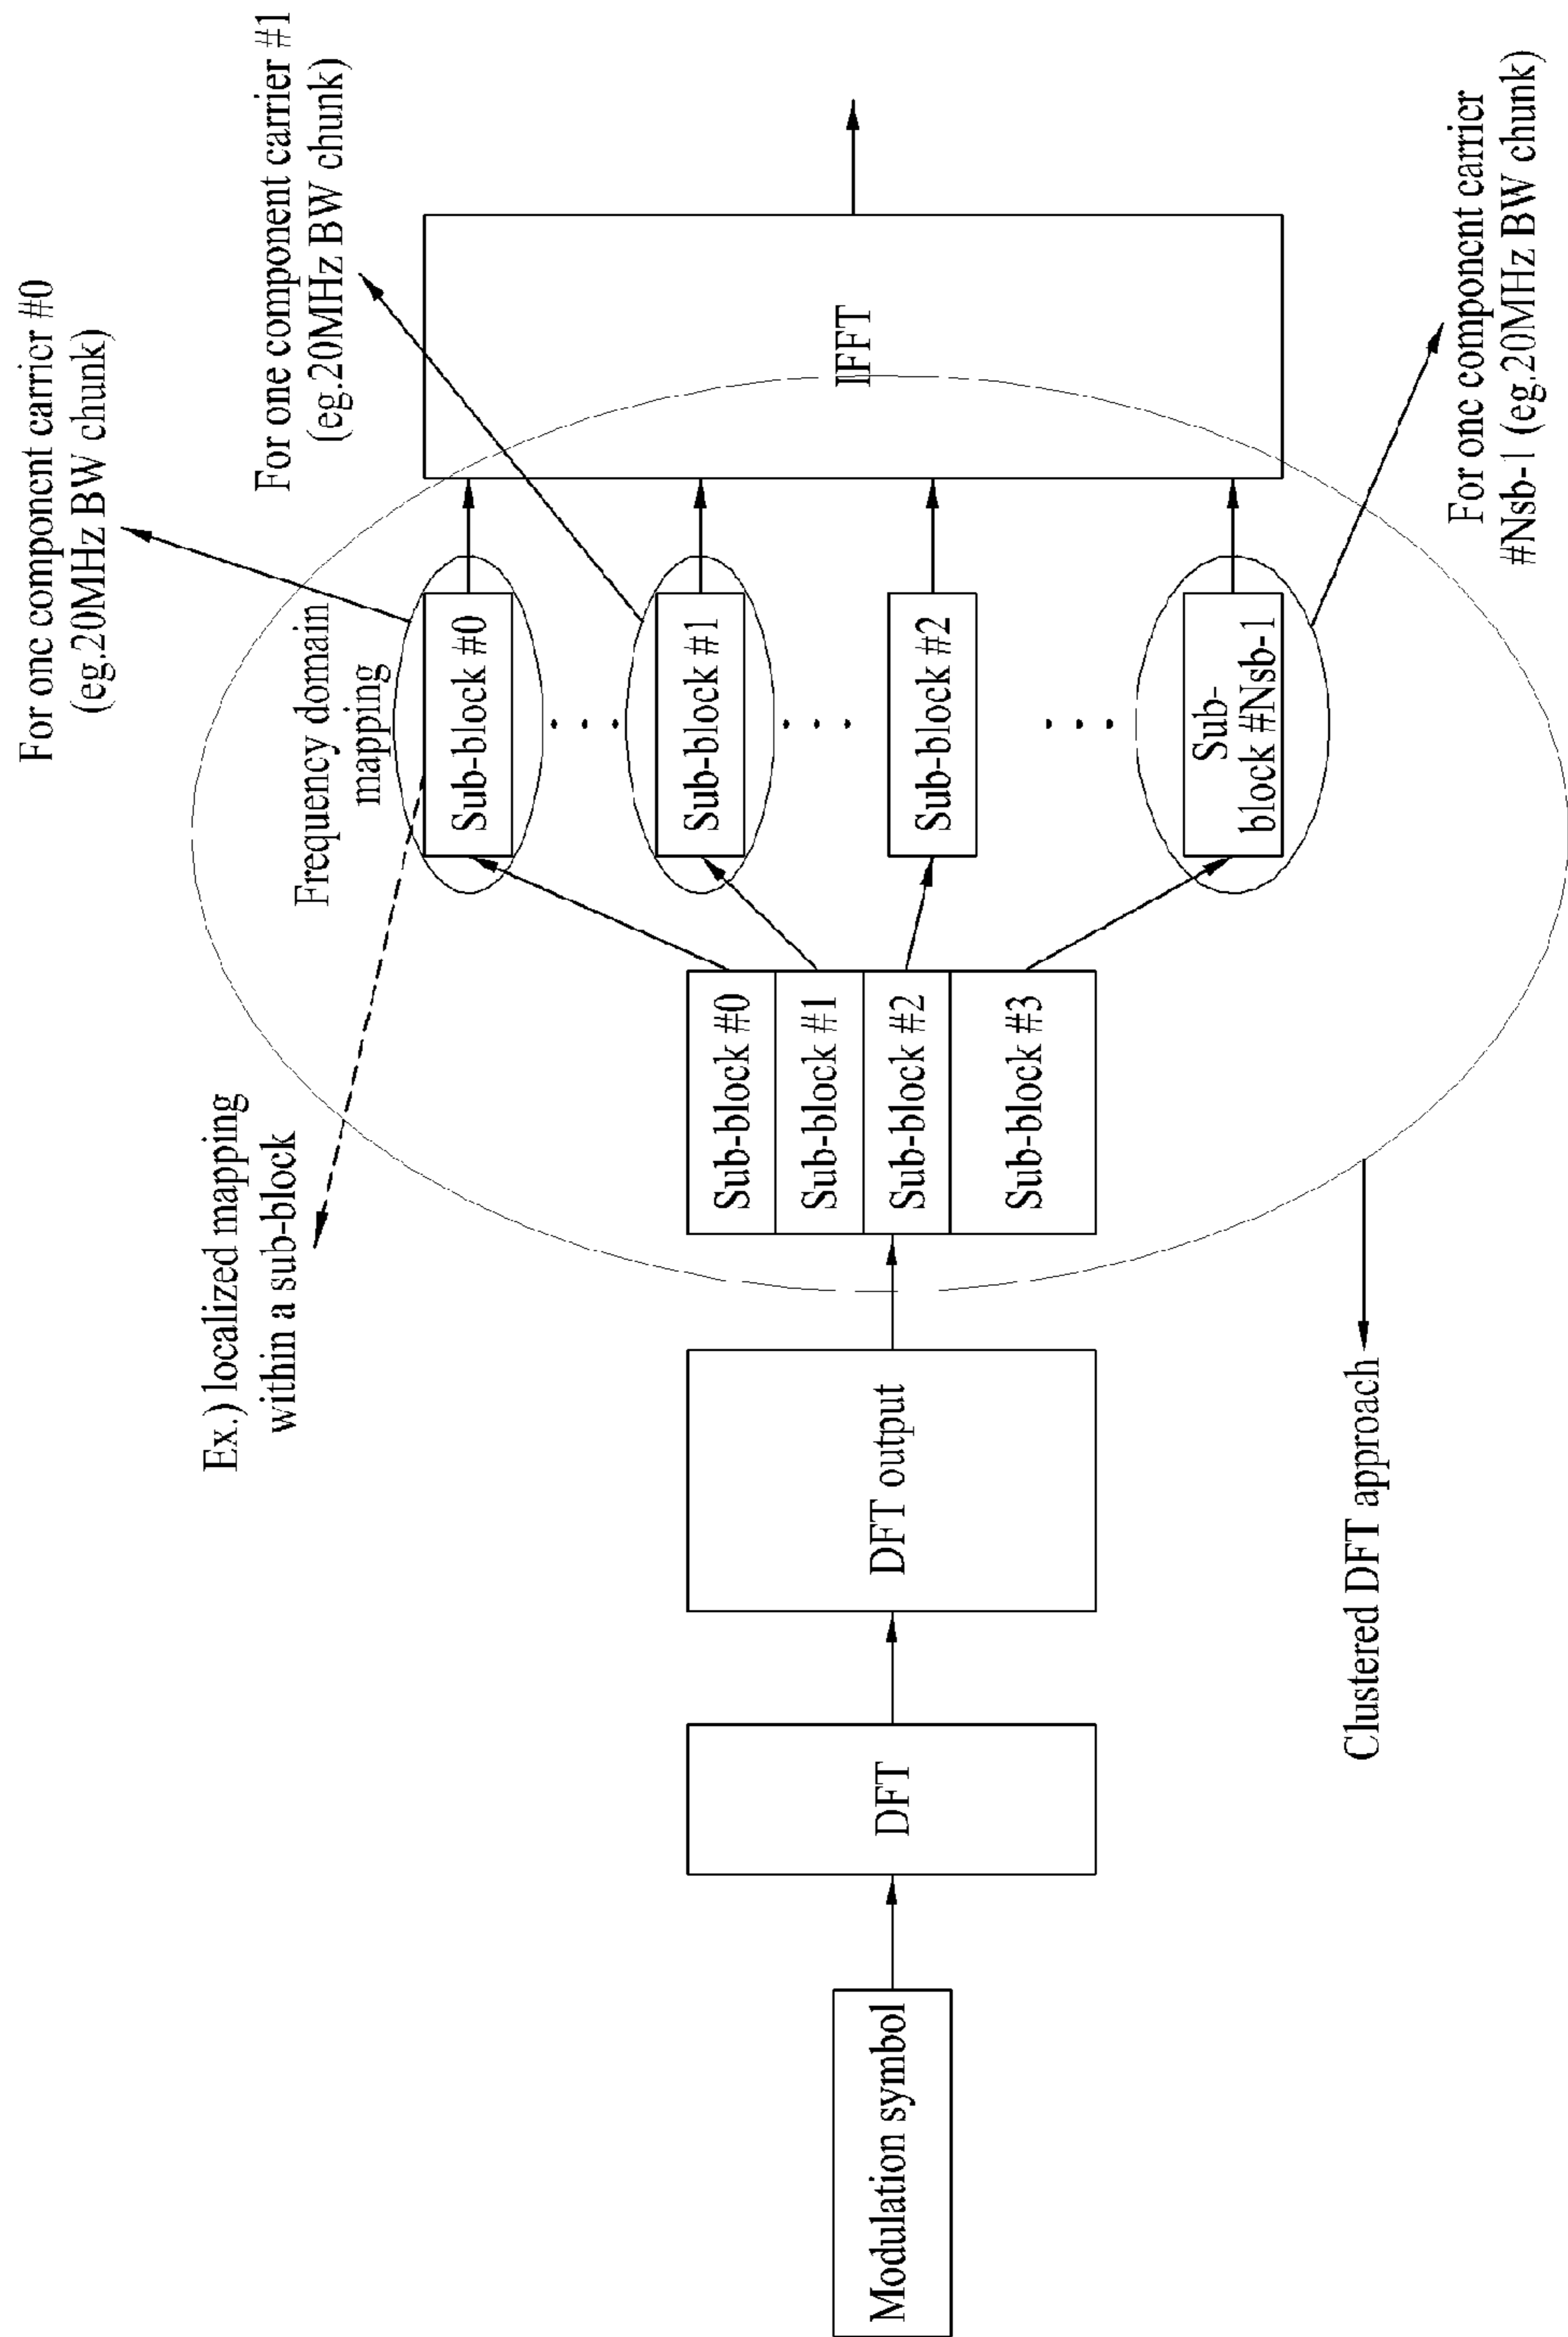 For one component carrier #0
(eg.20MHz BW chunk)
For one component carrier #1
(eg.20MHz BW chunk)
Ex.) localized mapping
within a sub-block
Frequency domain
mapping
Modulation symbol
DFT
DFT output
Sub-block #0
Sub-block #1
Sub-block #2
Sub-block #3
Sub-block #0
Sub-block #1
Sub-block #2
Sub-
block #Nsb-1
IFFT
Clustered DFT approach
For one component carrier
#Nsb-1 (eg.20MHz BW chunk)